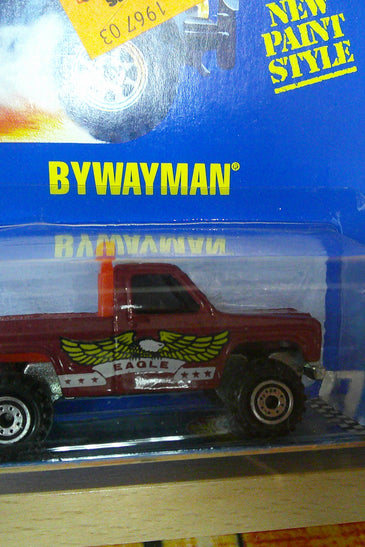 1967 03
NEW
PAINT
STYLE
BYWAYMAN®
BYWAYMAN
EAGLE